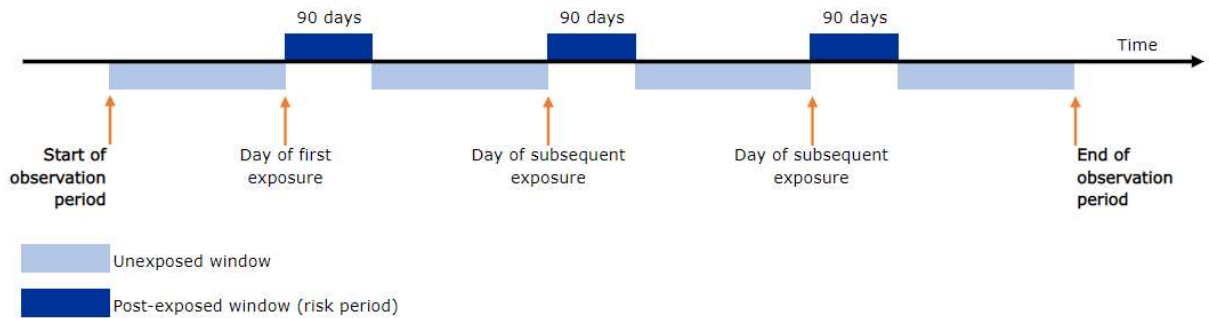 90 days
90 days
90 days
Time
Start of
observation
period
Day of first
exposure
Day of subsequent
exposure
Day of subsequent
exposure
End of
observation
period
Unexposed window
Post-exposed window (risk period)